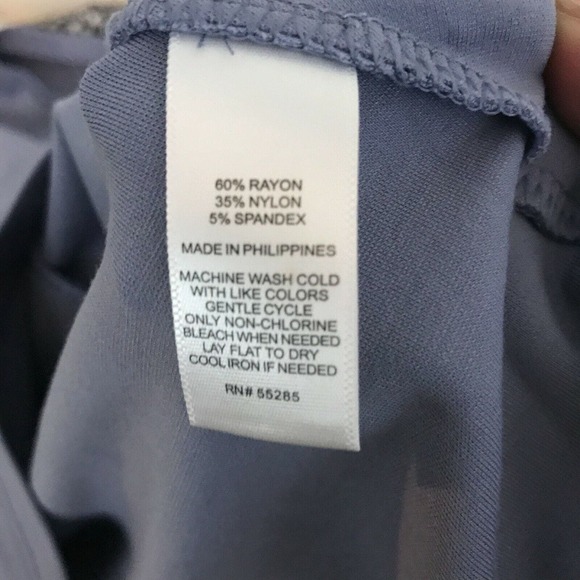 60% RAYON
35% NYLON
5% SPANDEX
MADE IN PHILIPPINES
MACHINE WASH COLD
WITH LIKE COLORS
GENTLE CYCLE
ONLY NON-CHLORINE
BLEACH WHEN NEEDED
LAY FLAT TO DRY
COOL IRON IF NEEDED
RN# 55285